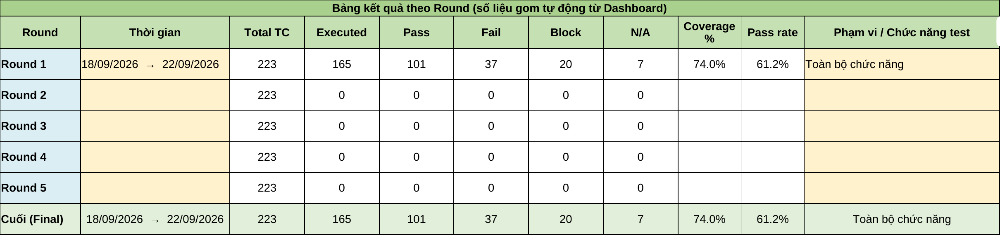 Bảng kết quả theo Round (số liệu gom tự động từ Dashboard)
Round Thời gian Total TC Executed Pass Fail Block N/A Coverage % Pass rate Phạm vi / Chức năng test
Round 1 18/09/2026 → 22/09/2026 223 165 101 37 20 7 74.0% 61.2% Toàn bộ chức năng
Round 2 223 0 0 0 0 0
Round 3 223 0 0 0 0 0
Round 4 223 0 0 0 0 0
Round 5 223 0 0 0 0 0
Cuối (Final) 18/09/2026 → 22/09/2026 223 165 101 37 20 7 74.0% 61.2% Toàn bộ chức năng